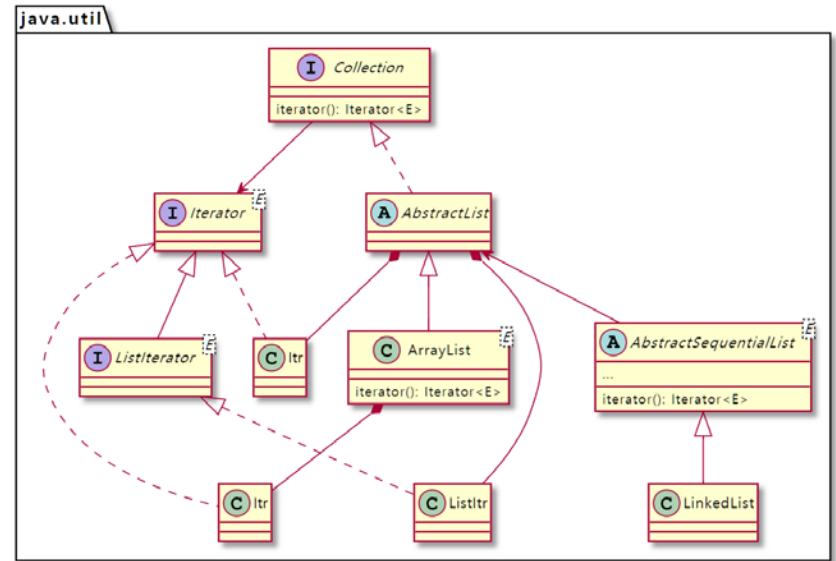 java.util
I Collection
iterator(): Iterator<E>
I Iterator E
A AbstractList
I ListIterator E
C Itr
C ArrayList E
iterator(): Iterator<E>
A AbstractSequentialList E
...
iterator(): Iterator<E>
C Itr
C ListItr
C LinkedList